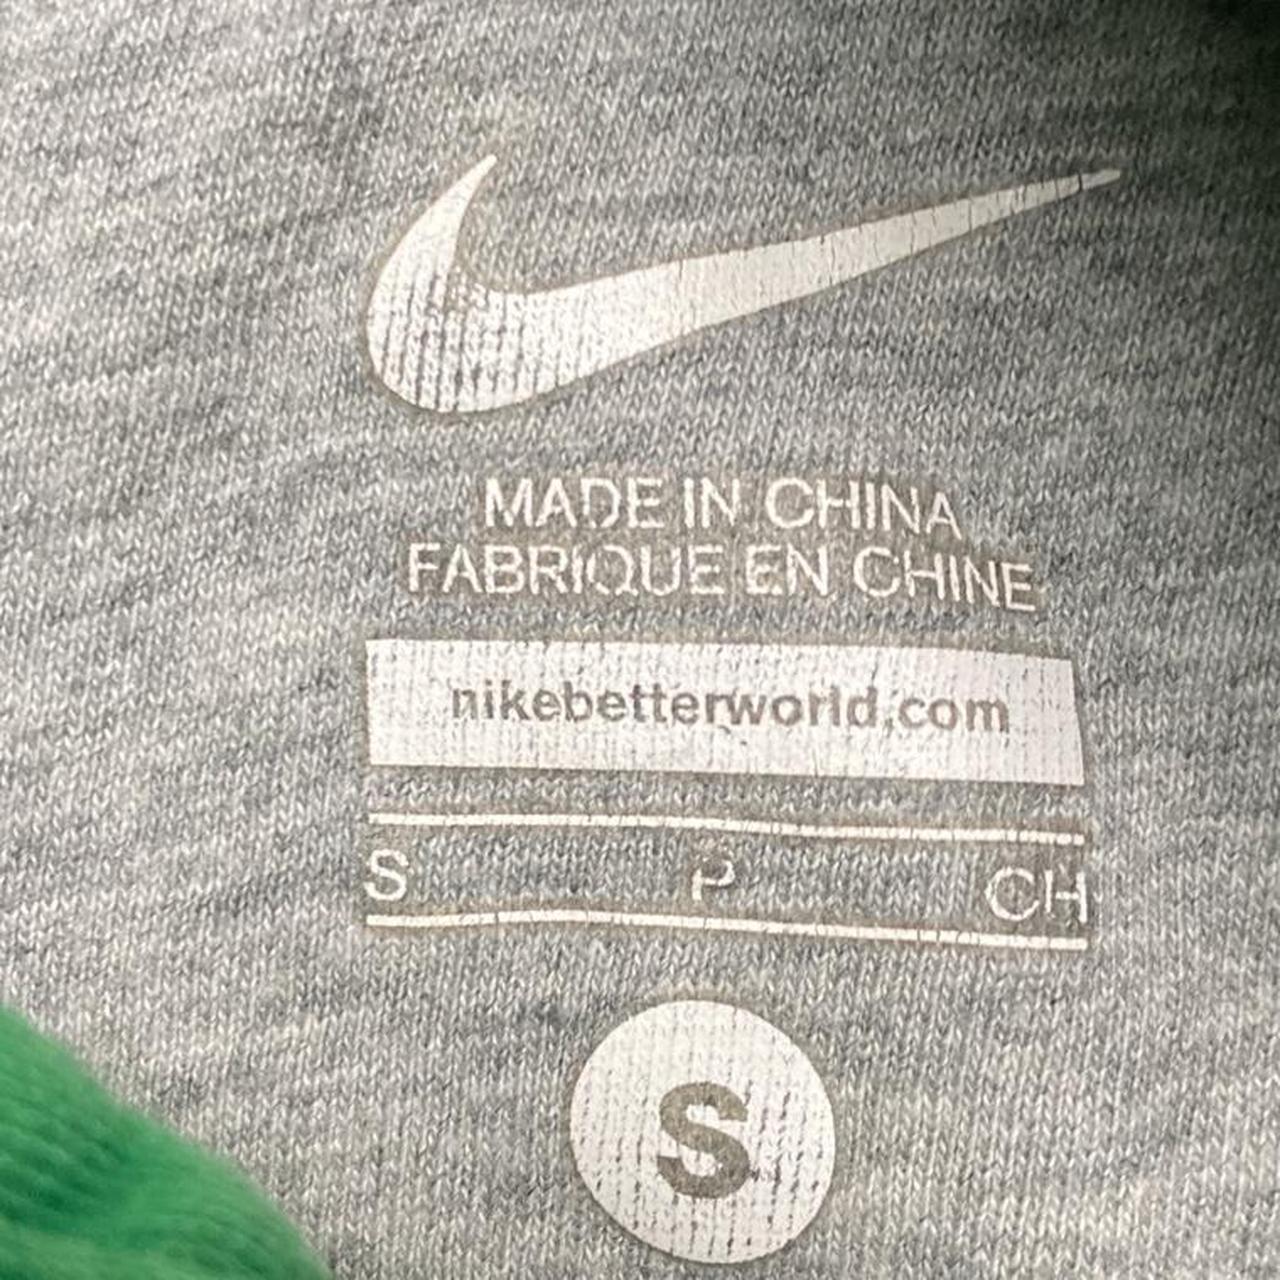 MADE IN CHINA
FABRIQUE EN CHINE
nikebetterworld.com
S P CH
S